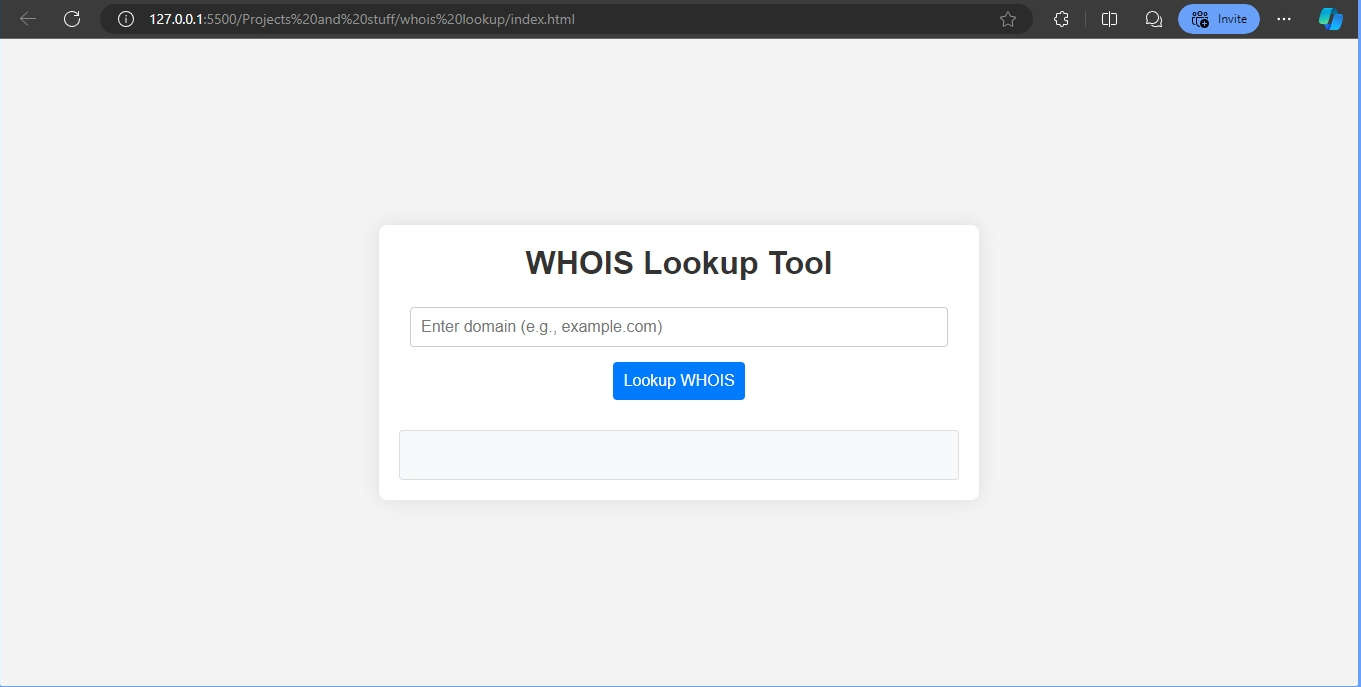 127.0.0.1:5500/Projects%20and%20stuff/whois%20lookup/index.html
Invite
WHOIS Lookup Tool
Enter domain (e.g., example.com)
Lookup WHOIS